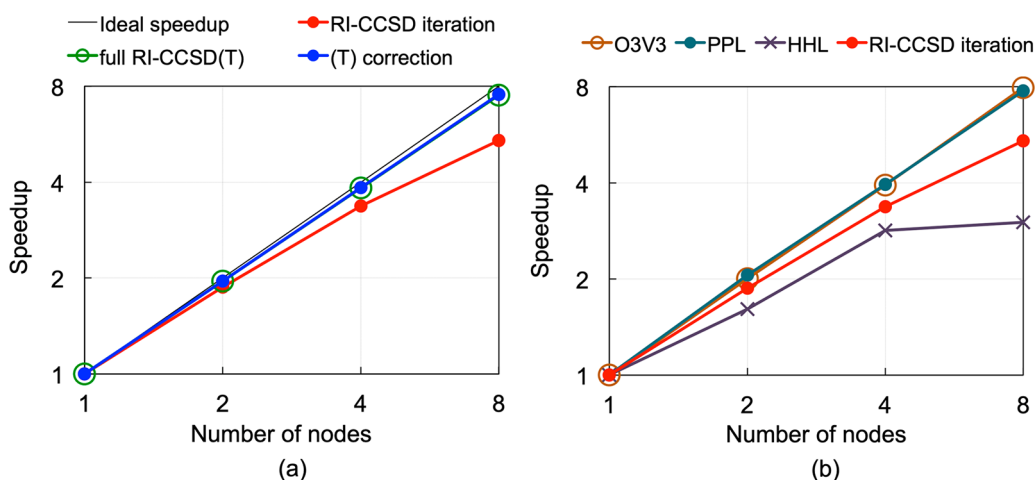 Ideal speedup
RI-CCSD iteration
full RI-CCSD(T)
(T) correction
8
4
2
1
Speedup
1
2
4
8
Number of nodes
(a)
O3V3
PPL
HHL
RI-CCSD iteration
8
4
2
1
Speedup
1
2
4
8
Number of nodes
(b)